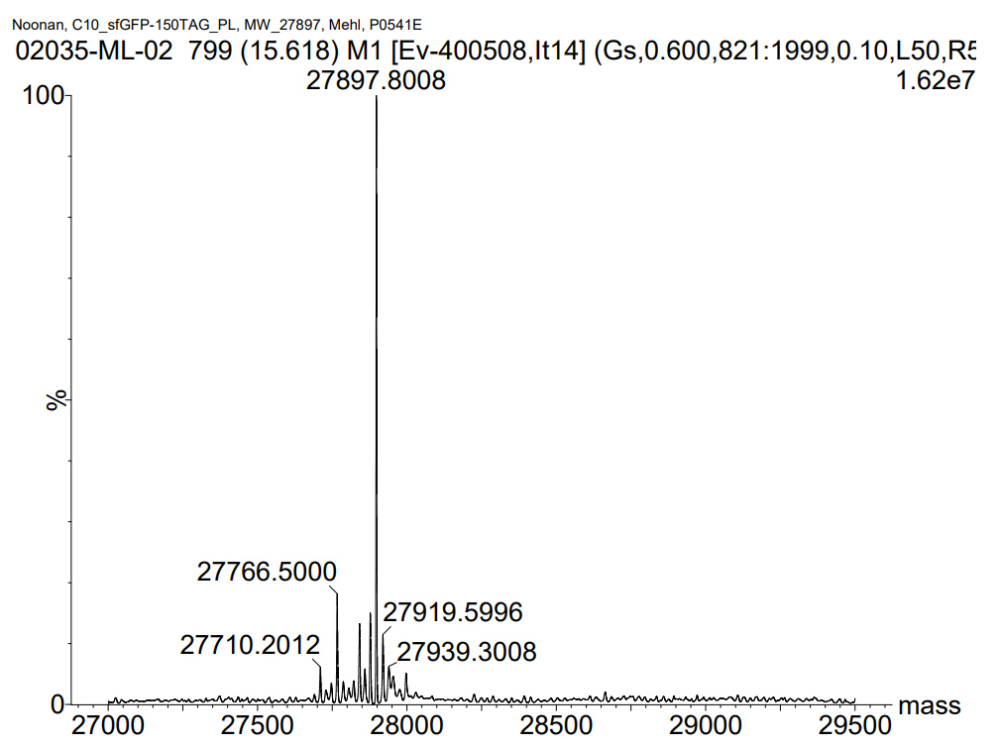 Noonan, C10_sfGFP-150TAG_PL, MW_27897, Mehl, P0541E
02035-ML-02 799 (15.618) M1 [Ev-400508,It14] (Gs,0.600,821:1999,0.10,L50,R5
27897.8008 1.62e7
100
%
27766.5000
27919.5996
27710.2012
27939.3008
0
mass
27000 27500 28000 28500 29000 29500